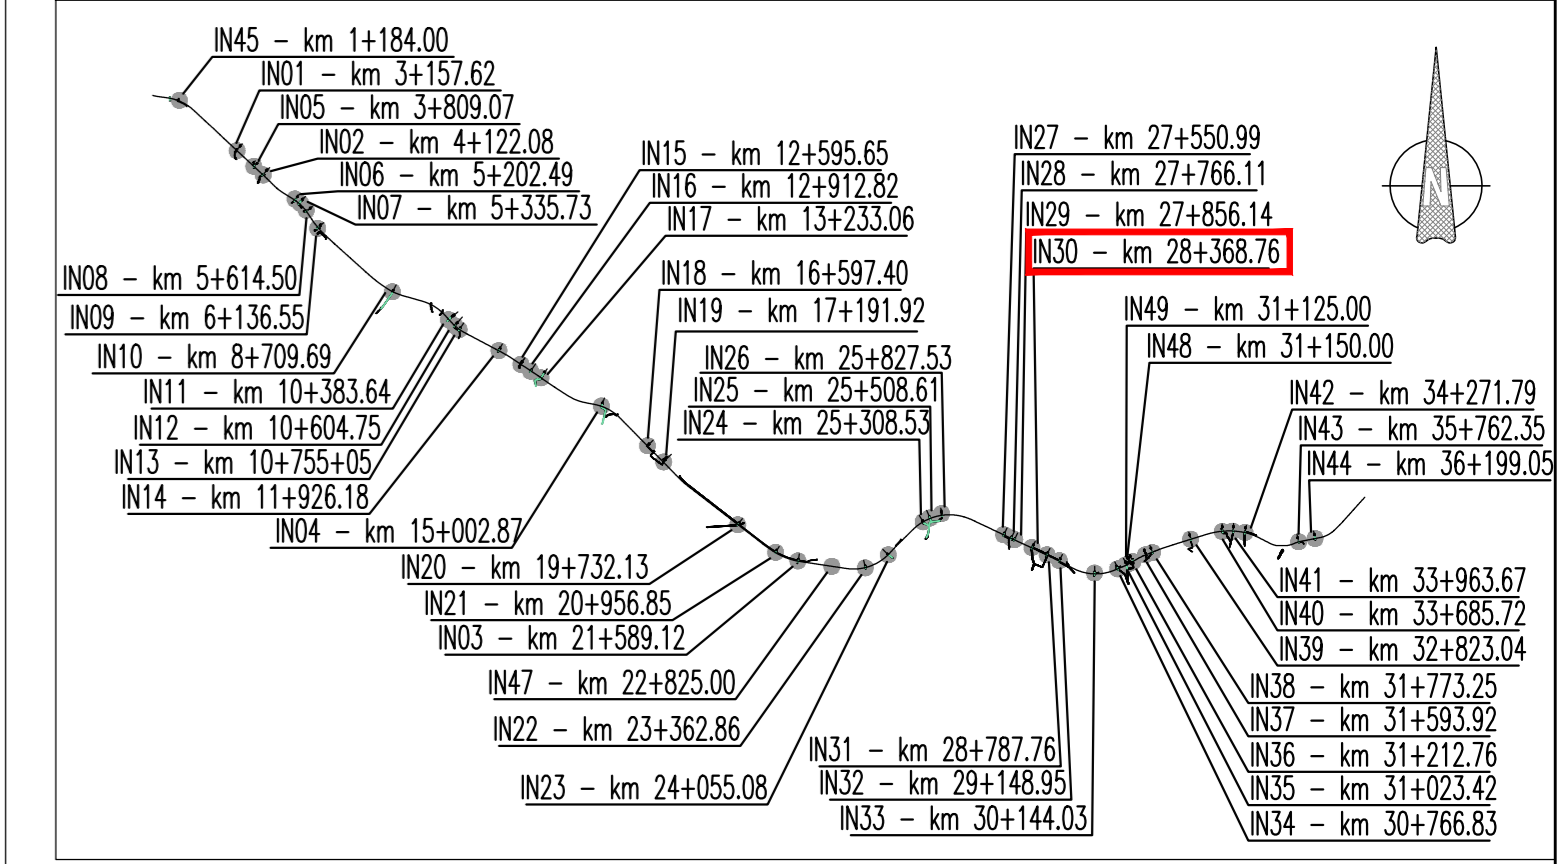 IN45 - km 1+184.00
IN01 - km 3+157.62
IN05 - km 3+809.07
IN02 - km 4+122.08
IN06 - km 5+202.49
IN07 - km 5+335.73
IN08 - km 5+614.50
IN09 - km 6+136.55
IN10 - km 8+709.69
IN11 - km 10+383.64
IN12 - km 10+604.75
IN13 - km 10+755+05
IN14 - km 11+926.18
IN04 - km 15+002.87
IN15 - km 12+595.65
IN16 - km 12+912.82
IN17 - km 13+233.06
IN18 - km 16+597.40
IN19 - km 17+191.92
IN26 - km 25+827.53
IN25 - km 25+508.61
IN24 - km 25+308.53
IN20 - km 19+732.13
IN21 - km 20+956.85
IN03 - km 21+589.12
IN47 - km 22+825.00
IN22 - km 23+362.86
IN23 - km 24+055.08
IN27 - km 27+550.99
IN28 - km 27+766.11
IN29 - km 27+856.14
IN30 - km 28+368.76
IN31 - km 28+787.76
IN32 - km 29+148.95
IN33 - km 30+144.03
IN49 - km 31+125.00
IN48 - km 31+150.00
IN42 - km 34+271.79
IN43 - km 35+762.35
IN44 - km 36+199.05
IN41 - km 33+963.67
IN40 - km 33+685.72
IN39 - km 32+823.04
IN38 - km 31+773.25
IN37 - km 31+593.92
IN36 - km 31+212.76
IN35 - km 31+023.42
IN34 - km 30+766.83
N